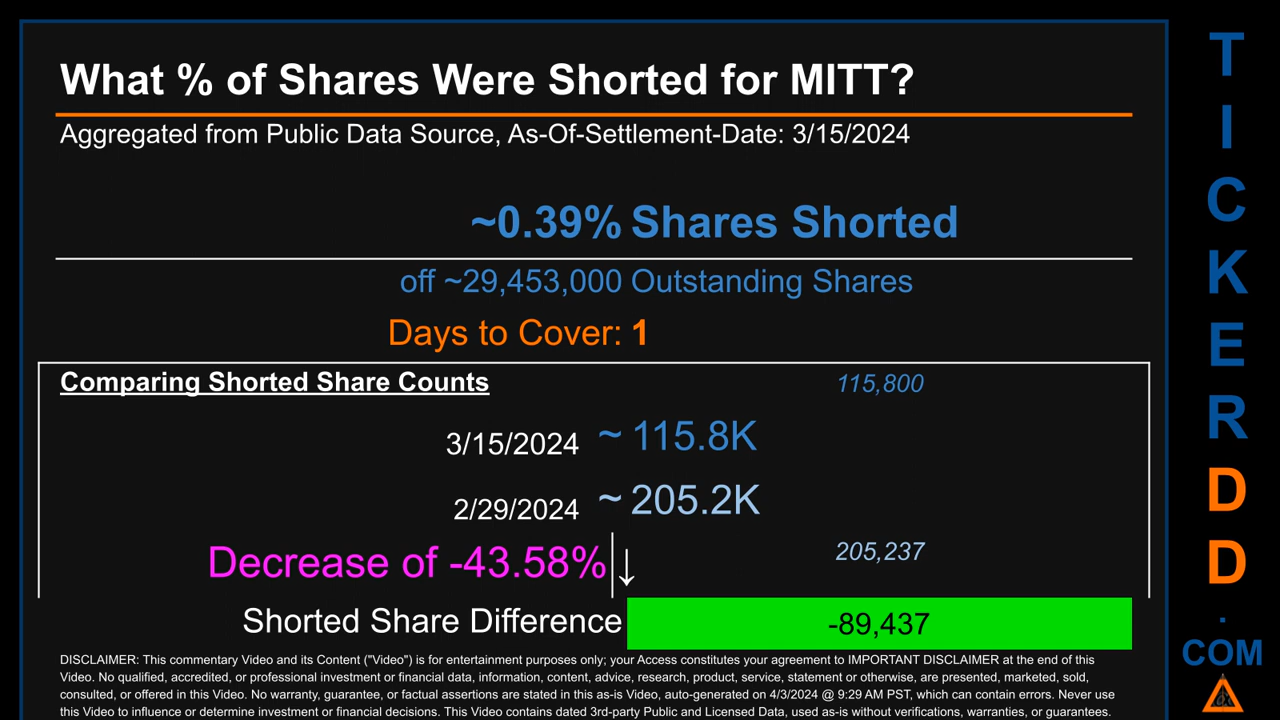 What % of Shares Were Shorted for MITT?
Aggregated from Public Data Source, As-Of-Settlement-Date: 3/15/2024
~0.39% Shares Shorted
off ~29,453,000 Outstanding Shares
Days to Cover: 1
Comparing Shorted Share Counts
115,800
3/15/2024 ~ 115.8K
2/29/2024 ~ 205.2K
Decrease of -43.58% ↓
205,237
Shorted Share Difference -89,437
DISCLAIMER: This commentary Video and its Content ("Video") is for entertainment purposes only; your Access constitutes your agreement to IMPORTANT DISCLAIMER at the end of this
Video. No qualified, accredited, or professional investment or financial data, information, content, advice, research, product, service, statement or otherwise, are presented, marketed, sold,
consulted, or offered in this Video. No warranty, guarantee, or factual assertions are stated in this as-is Video, auto-generated on 4/3/2024 @ 9:29 AM PST, which can contain errors. Never use
this Video to influence or determine investment or financial decisions. This Video contains dated 3rd-party Public and Licensed Data, used as-is without verifications, warranties, or guarantees.
T
I
C
K
E
R
D
D
.
COM